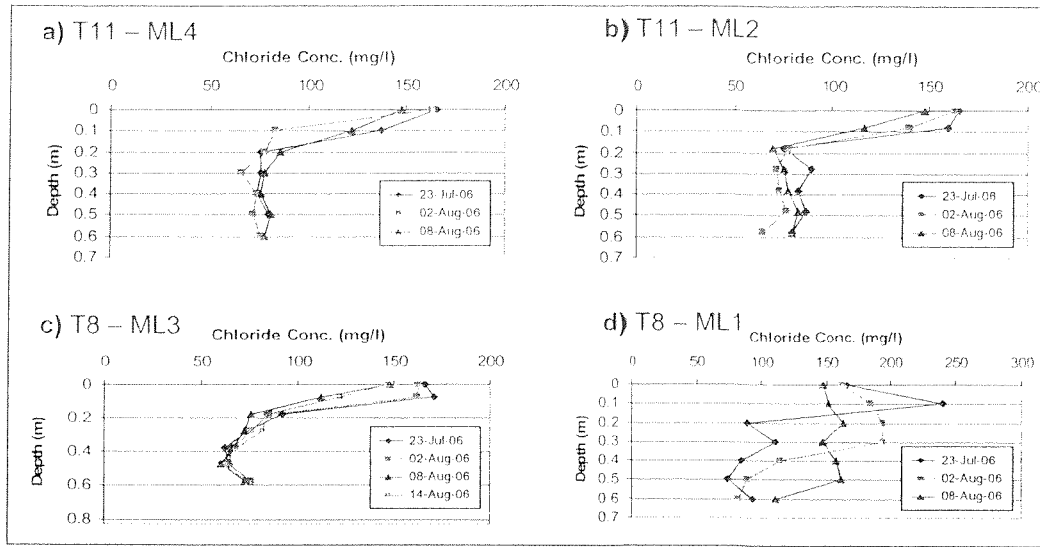 a) T11 – ML4
Chloride Conc. (mg/l)
0 50 100 150 200
0
0.1
0.2
0.3
0.4
0.5
0.6
0.7
Depth (m)
23-Jul-06
02-Aug-06
08-Aug-06
b) T11 – ML2
Chloride Conc. (mg/l)
0 50 100 150 200
0
0.1
0.2
0.3
0.4
0.5
0.6
0.7
Depth (m)
23-Jul-06
02-Aug-06
08-Aug-06
c) T8 – ML3
Chloride Conc. (mg/l)
0 50 100 150 200
0
0.2
0.4
0.6
0.8
Depth (m)
23-Jul-06
02-Aug-06
08-Aug-06
14-Aug-06
d) T8 – ML1
Chloride Conc. (mg/l)
0 50 100 150 200 250 300
0
0.1
0.2
0.3
0.4
0.5
0.6
0.7
Depth (m)
23-Jul-06
02-Aug-06
08-Aug-06